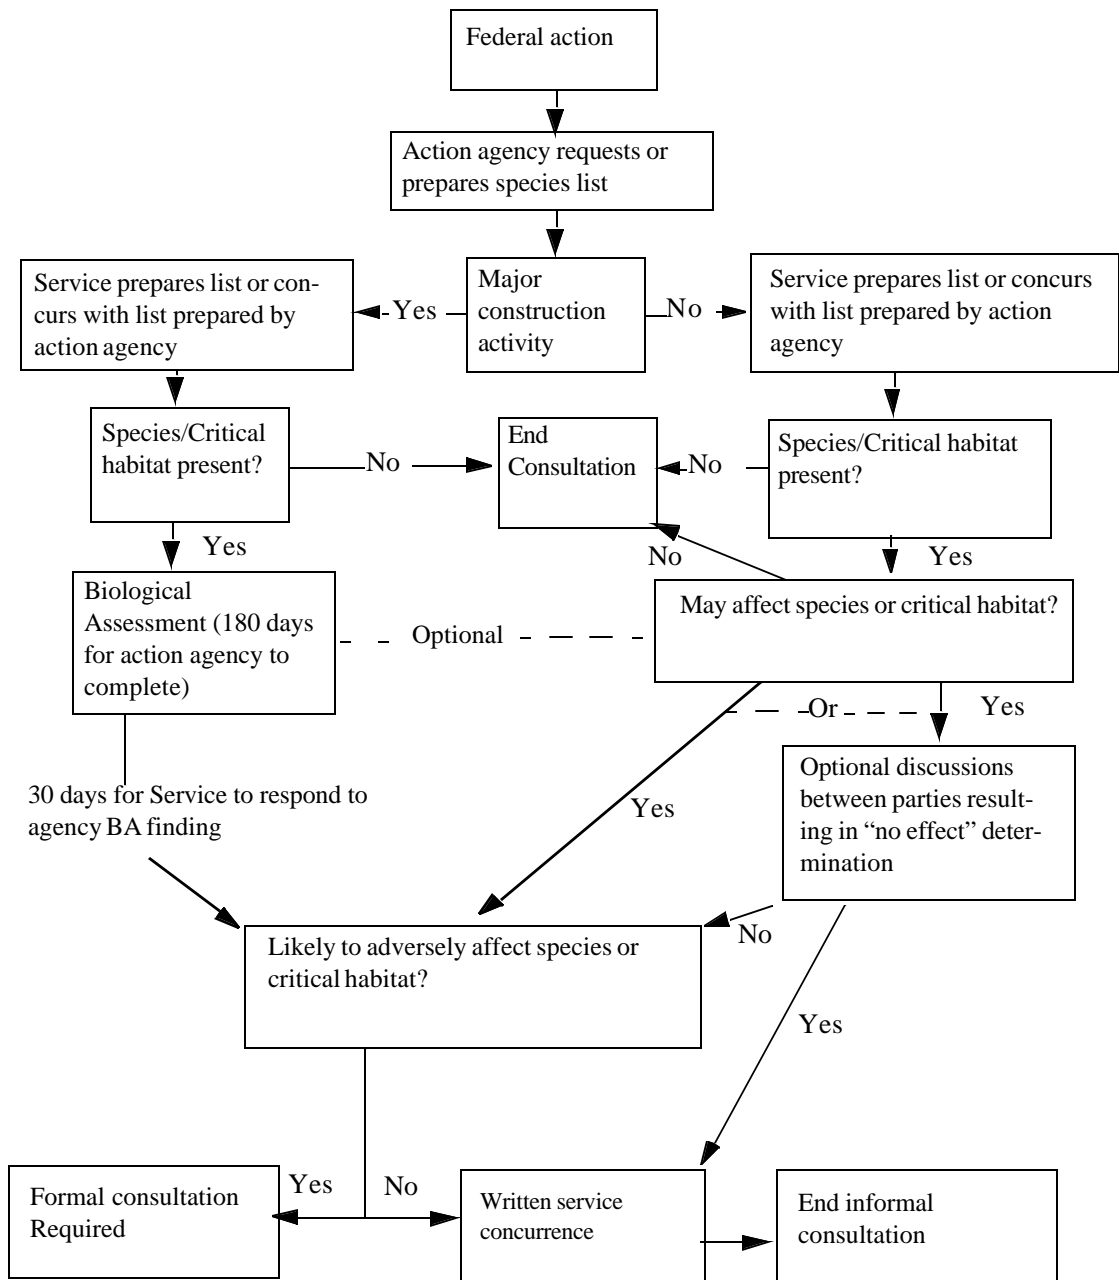 Federal action
Action agency requests or
prepares species list
Service prepares list or con-
curs with list prepared by
action agency
Yes
Major
construction
activity
No
Service prepares list or concurs
with list prepared by action
agency
Species/Critical
habitat present?
No
End
Consultation
No
Species/Critical habitat
present?
Yes
No
Yes
Biological
Assessment (180 days
for action agency to
complete)
Optional
May affect species or critical habitat?
Or
Yes
30 days for Service to respond to
agency BA finding
Yes
Optional discussions
between parties result-
ing in “no effect” deter-
mination
No
Likely to adversely affect species or
critical habitat?
Yes
Formal consultation
Required
Yes
No
Written service
concurrence
End informal
consultation